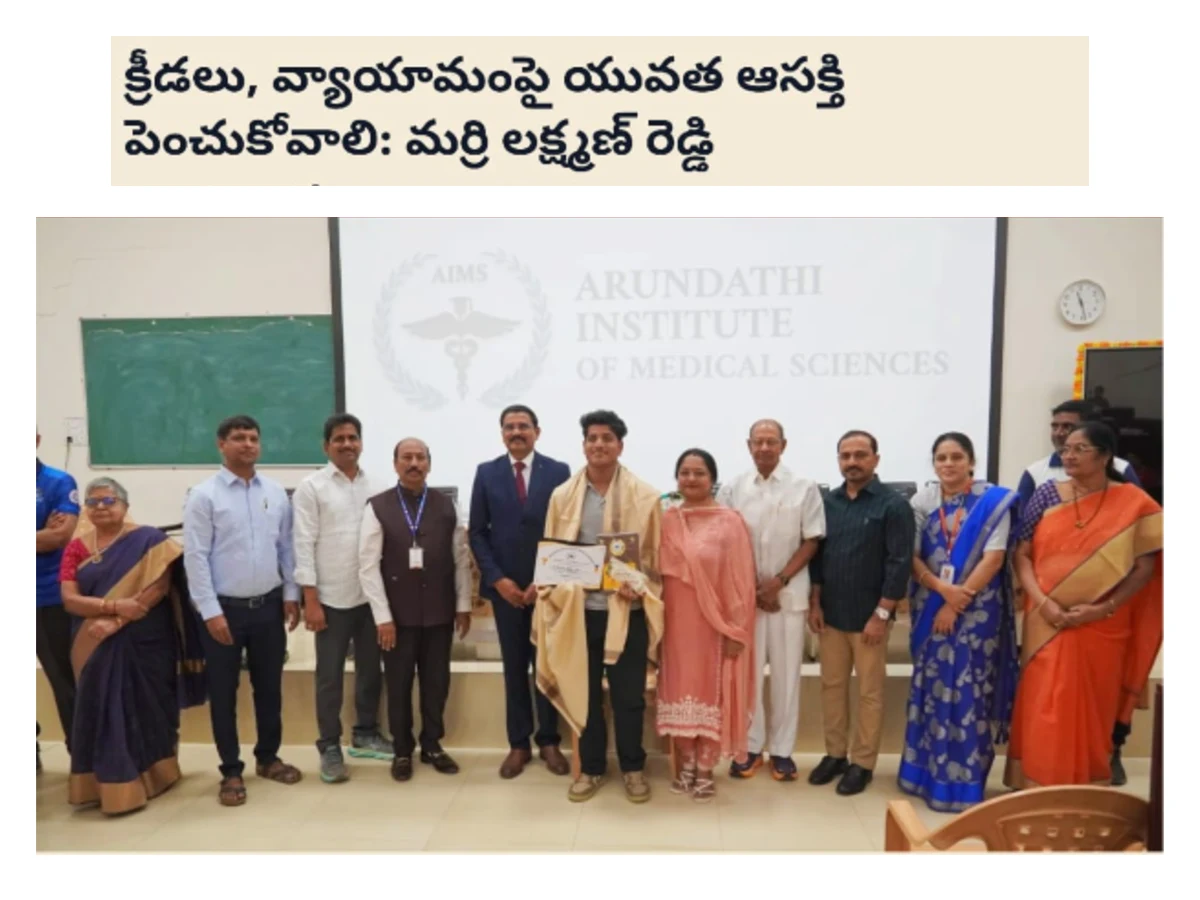 క్రీడలు, వ్యాయామంపై యువత ఆసక్తి
పెంచుకోవాలి: మర్రి లక్ష్మణ్ రెడ్డి
AIMS
ARUNDATHI
INSTITUTE
OF MEDICAL SCIENCES